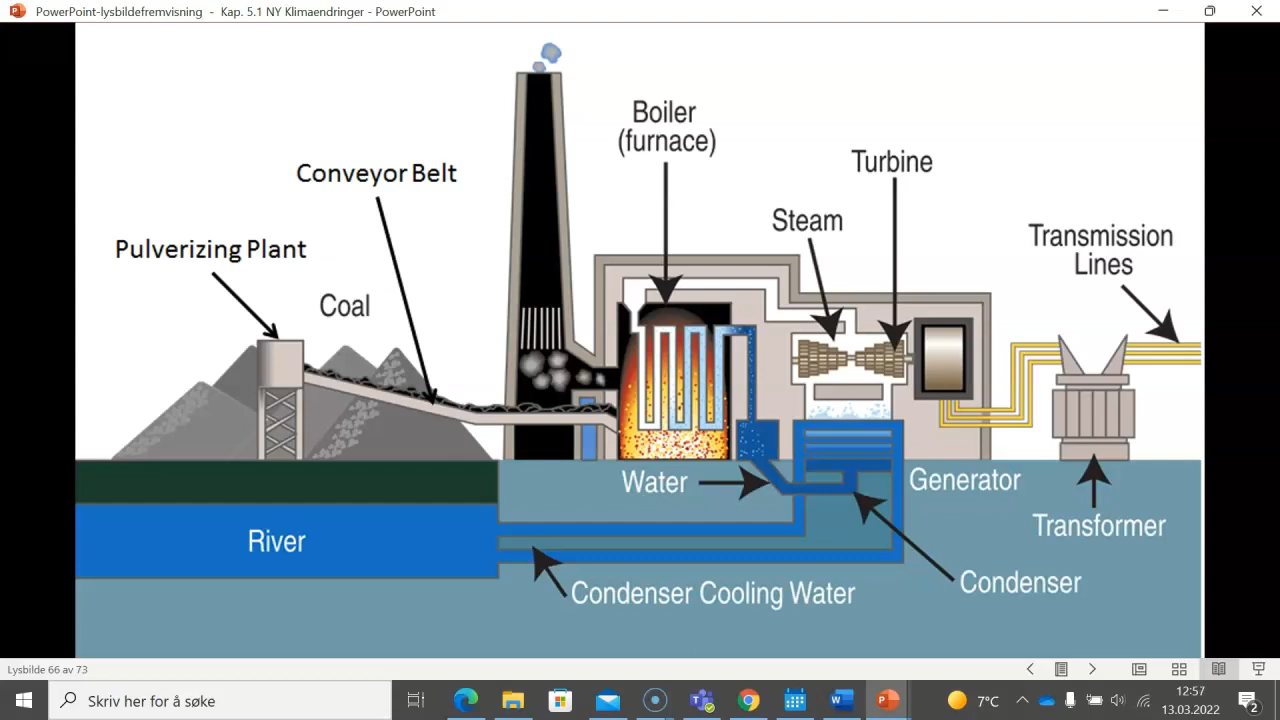 PowerPoint-lysbildefremvisning - Kap. 5.1 NY Klimaendringer - PowerPoint
Boiler
(furnace)
Turbine
Conveyor Belt
Steam
Transmission
Lines
Pulverizing Plant
Coal
Water
Generator
Transformer
River
Condenser
Condenser Cooling Water
Lysbilde 66 av 73
Skriv her for å søke
7°C
12:57
13.03.2022
2